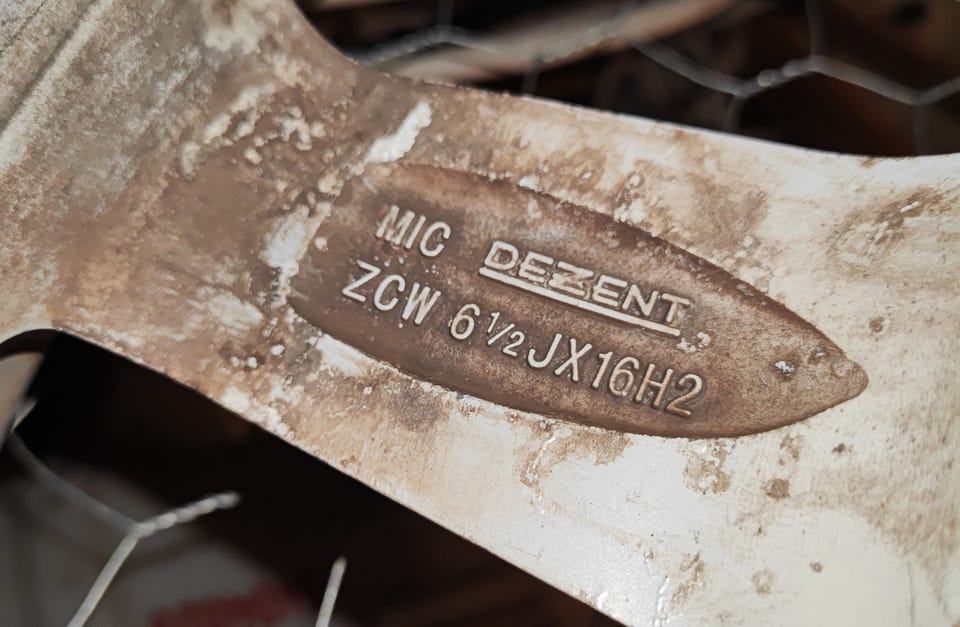 MIC DEZENT
ZCW 6½JX16H2